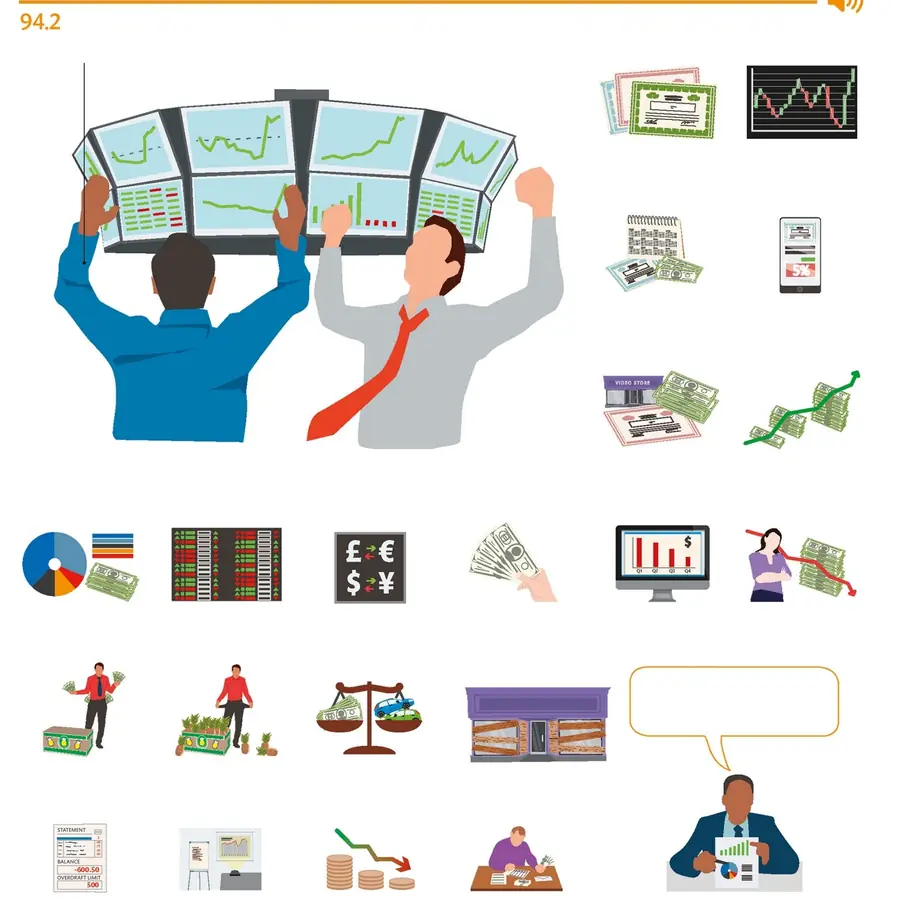 94.2
5%
VIDEO STORE
£ €
$ ¥
$
Q1 Q2 Q3 Q4
STATEMENT
BALANCE
-600.50
OVERDRAFT LIMIT
500